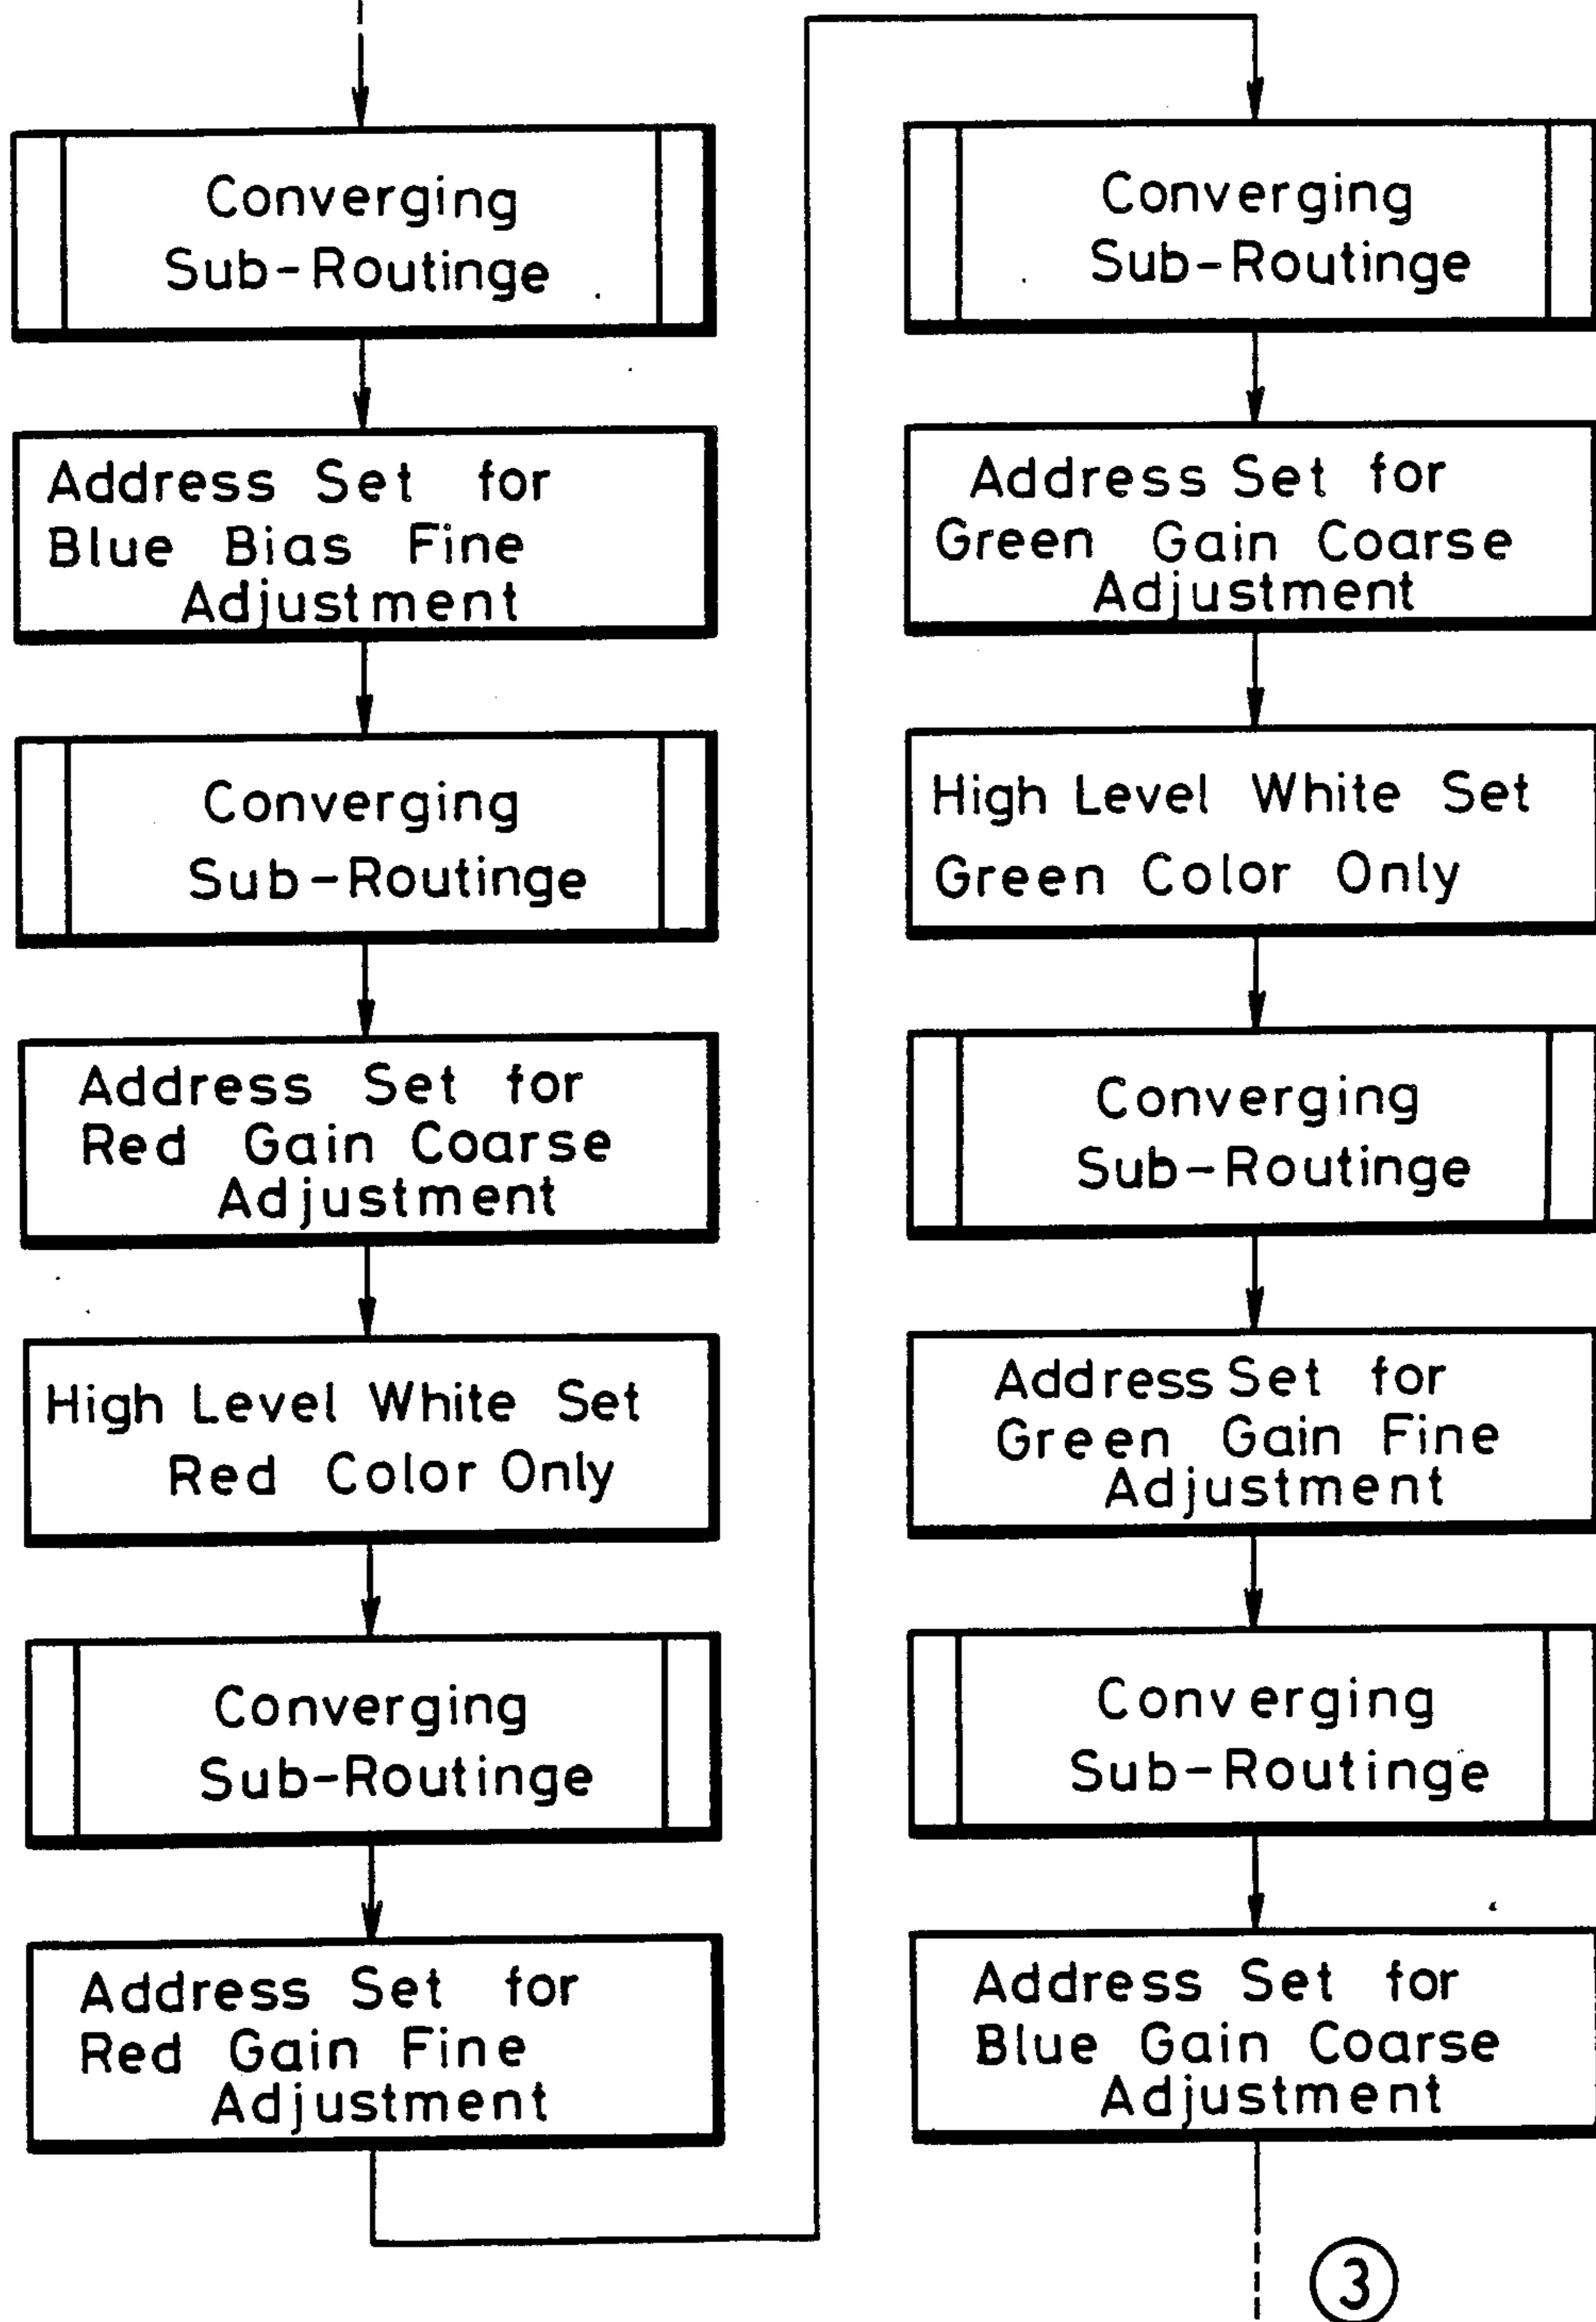 Converging
Sub-Routinge
Address Set for
Blue Bias Fine
Adjustment
Converging
Sub-Routinge
Address Set for
Red Gain Coarse
Adjustment
High Level White Set
Red Color Only
Converging
Sub-Routinge
Address Set for
Red Gain Fine
Adjustment
Converging
Sub-Routinge
Address Set for
Green Gain Coarse
Adjustment
High Level White Set
Green Color Only
Converging
Sub-Routinge
Address Set for
Green Gain Fine
Adjustment
Converging
Sub-Routinge
Address Set for
Blue Gain Coarse
Adjustment
3